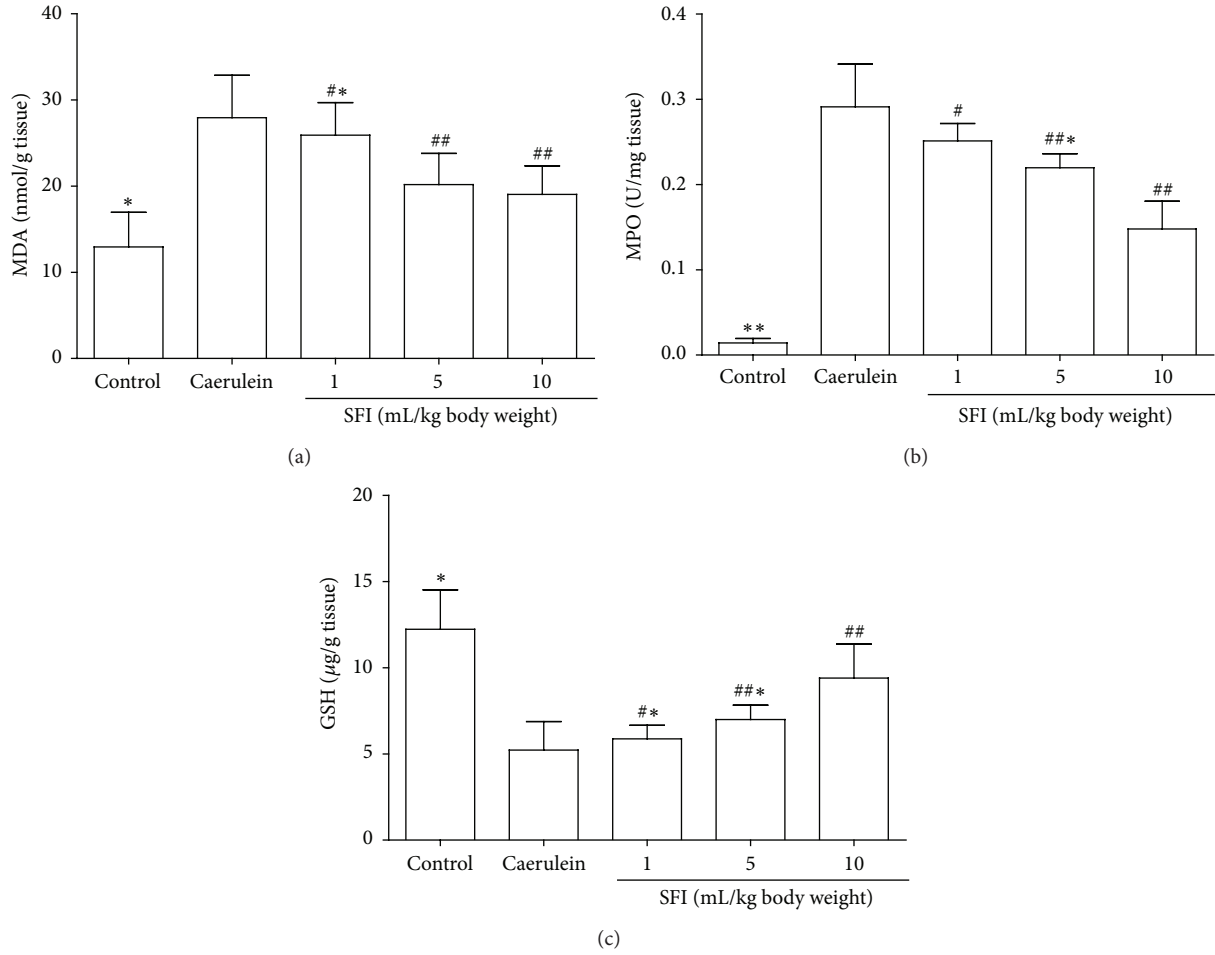 MDA (nmol/g tissue)
40
30
20
10
0
*
#*
##
##
Control
Caerulein
1
5
10
SFI (mL/kg body weight)
(a)
MPO (U/mg tissue)
0.4
0.3
0.2
0.1
0.0
**
#
##*
##
Control
Caerulein
1
5
10
SFI (mL/kg body weight)
(b)
GSH (μg/g tissue)
20
15
10
5
0
*
#*
##*
##
Control
Caerulein
1
5
10
SFI (mL/kg body weight)
(c)